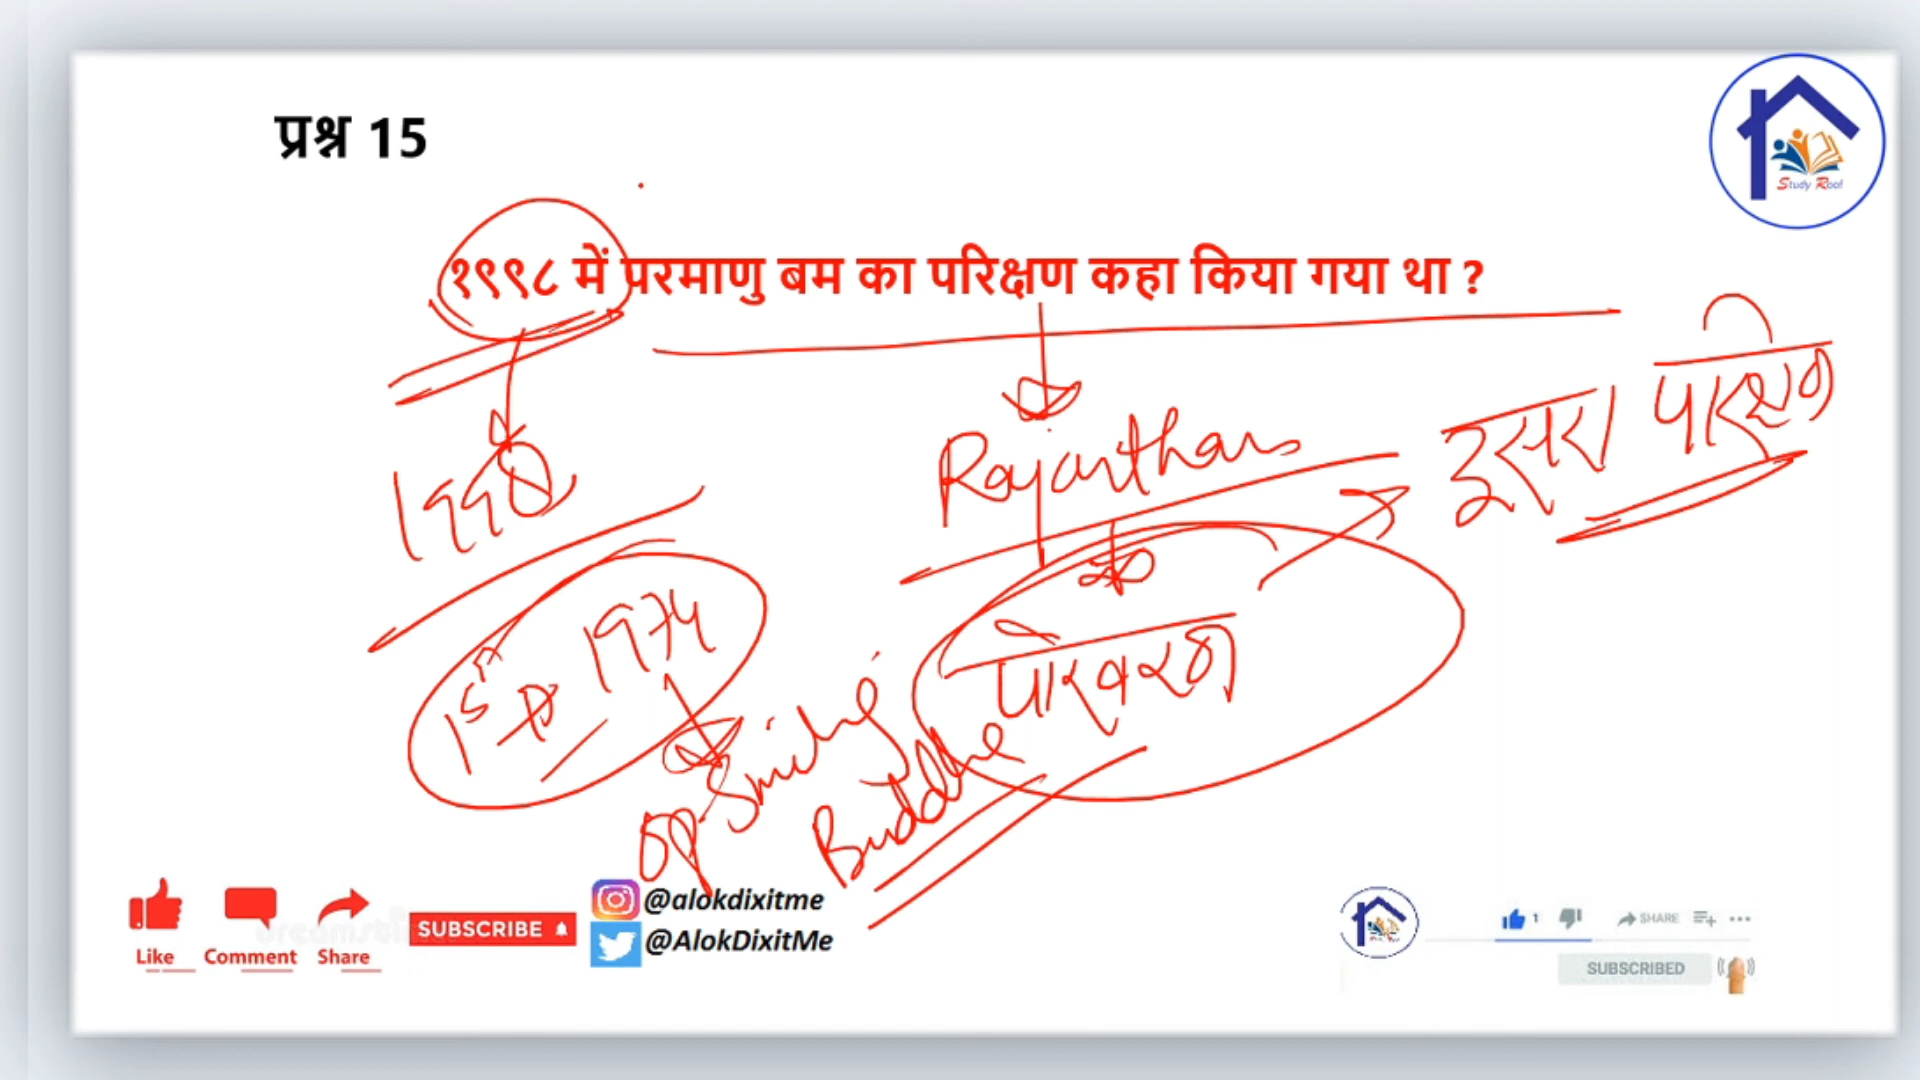 प्रश्न 15
१९९८ में परमाणु बम का परिक्षण कहा किया गया था ?
Study Roof
1998
Rajasthan
दूसरा परिक्षण
के
1st 1974
पोखरण
Op. Smiling
Buddha
Like Comment Share
SUBSCRIBE
@alokdixitme
@AlokDixitMe
1 SHARE
SUBSCRIBED